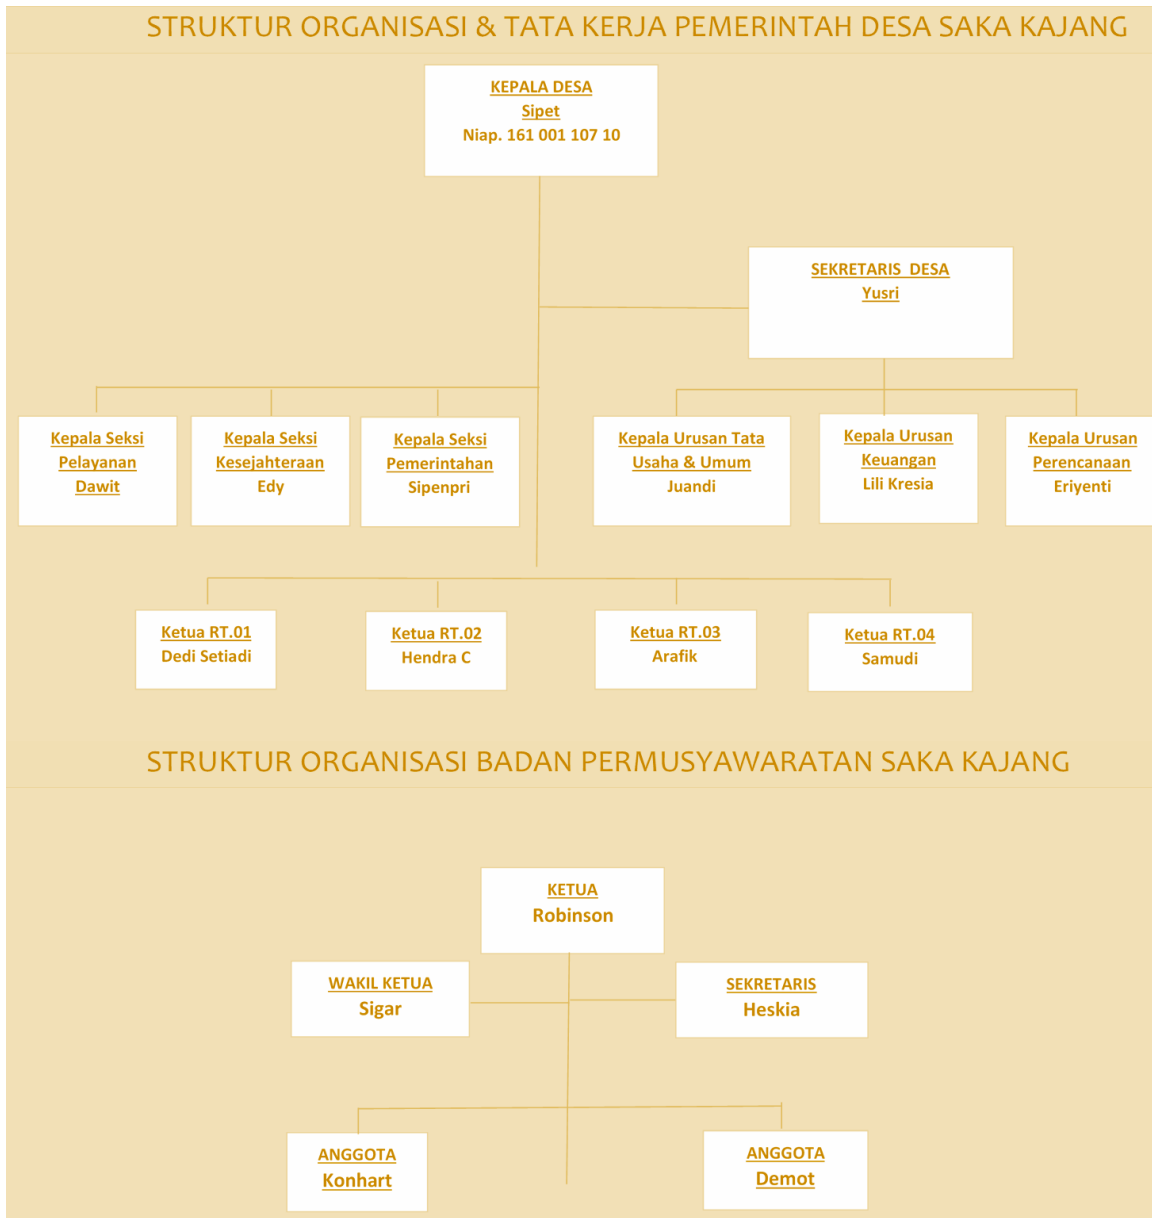 STRUKTUR ORGANISASI & TATA KERJA PEMERINTAH DESA SAKA KAJANG
KEPALA DESA
Sipet
Niap. 161 001 107 10
SEKRETARIS DESA
Yusri
Kepala Seksi
Pelayanan
Dawit
Kepala Seksi
Kesejahteraan
Edy
Kepala Seksi
Pemerintahan
Sipenpri
Kepala Urusan Tata
Usaha & Umum
Juandi
Kepala Urusan
Keuangan
Lili Kresia
Kepala Urusan
Perencanaan
Eriyenti
Ketua RT.01
Dedi Setiadi
Ketua RT.02
Hendra C
Ketua RT.03
Arafik
Ketua RT.04
Samudi
STRUKTUR ORGANISASI BADAN PERMUSYAWARATAN SAKA KAJANG
KETUA
Robinson
WAKIL KETUA
Sigar
SEKRETARIS
Heskia
ANGGOTA
Konhart
ANGGOTA
Demot